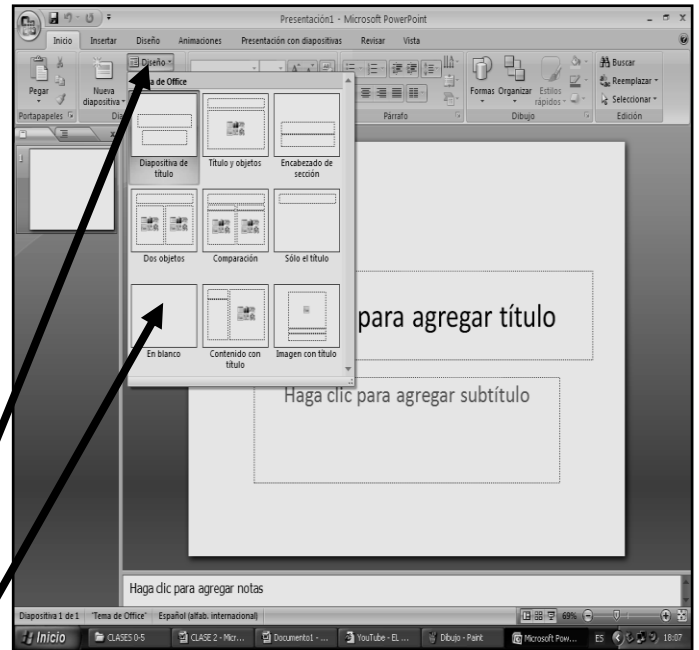 Presentación1 - Microsoft PowerPoint
Inicio Insertar Diseño Animaciones Presentación con diapositivas Revisar Vista
Pegar
Nueva diapositiva
Diseño
Formas Organizar Estilos rápidos
Buscar
Reemplazar
Seleccionar
Portapapeles
Párrafo
Dibujo
Edición
de Office
Diapositiva de título
Título y objetos
Encabezado de sección
Dos objetos
Comparación
Sólo el título
En blanco
Contenido con título
Imagen con título
1
para agregar título
Haga clic para agregar subtítulo
Haga clic para agregar notas
Diapositiva 1 de 1 "Tema de Office" Español (alfab. internacional) 69%
Inicio CLASES 0-5 CLASE 2 - Micr... Documento1 - ... YouTube - EL ... Dibujo - Paint Microsoft Pow... ES 18:07